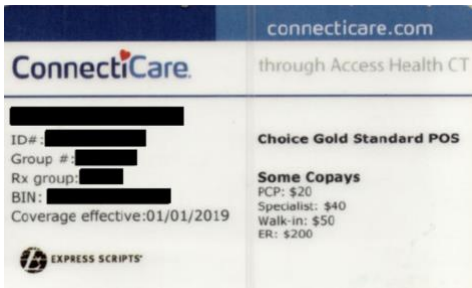 connecticare.com
ConnectiCare.
through Access Health CT
ID#:
Group #:
Rx group:
BIN:
Coverage effective:01/01/2019
EXPRESS SCRIPTS®
Choice Gold Standard POS
Some Copays
PCP: $20
Specialist: $40
Walk-in: $50
ER: $200